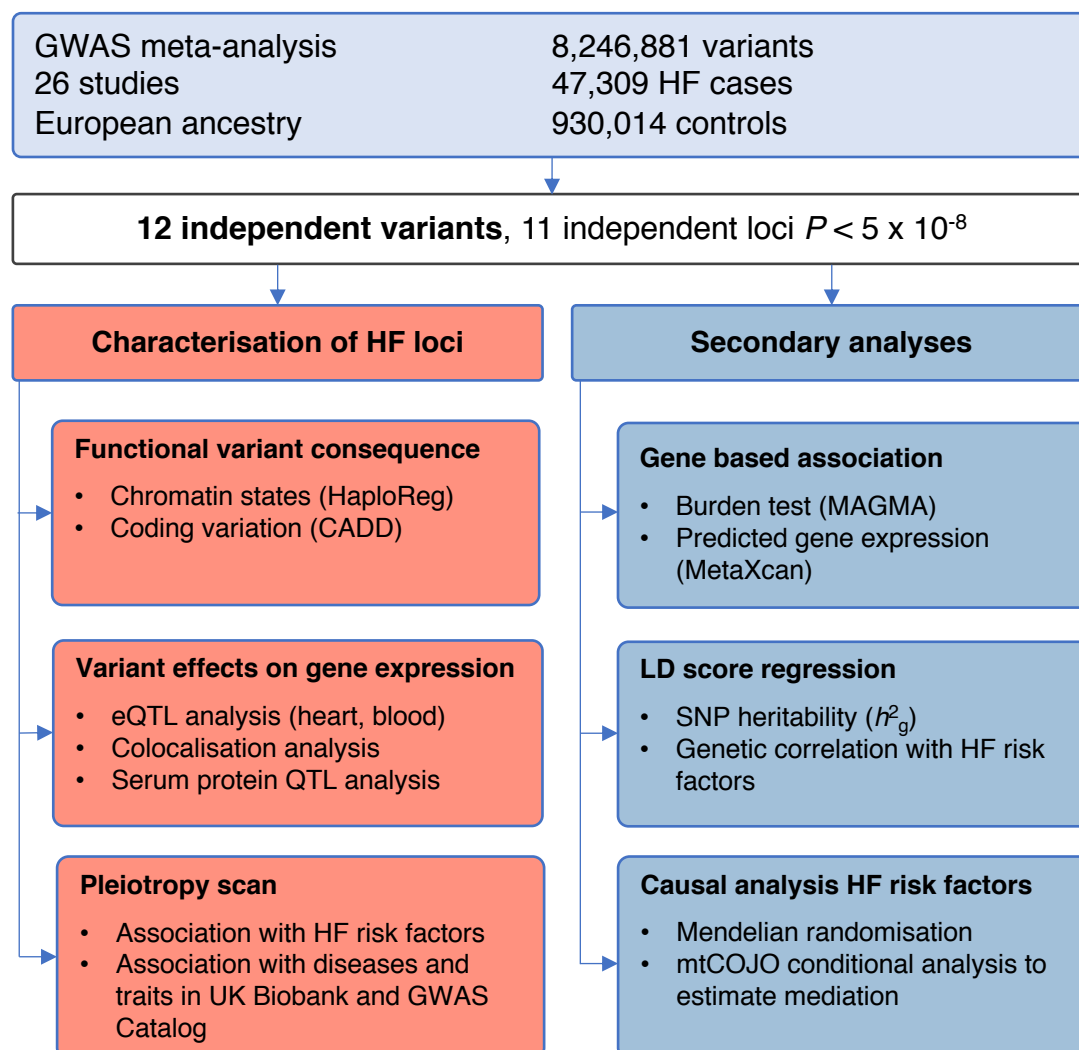 GWAS meta-analysis
26 studies
European ancestry
8,246,881 variants
47,309 HF cases
930,014 controls
12 independent variants, 11 independent loci P < 5 x 10⁻⁸
Characterisation of HF loci
Functional variant consequence
• Chromatin states (HaploReg)
• Coding variation (CADD)
Variant effects on gene expression
• eQTL analysis (heart, blood)
• Colocalisation analysis
• Serum protein QTL analysis
Pleiotropy scan
• Association with HF risk factors
• Association with diseases and
traits in UK Biobank and GWAS
Catalog
Secondary analyses
Gene based association
• Burden test (MAGMA)
• Predicted gene expression
(MetaXcan)
LD score regression
• SNP heritability (h²g)
• Genetic correlation with HF risk
factors
Causal analysis HF risk factors
• Mendelian randomisation
• mtCOJO conditional analysis to
estimate mediation